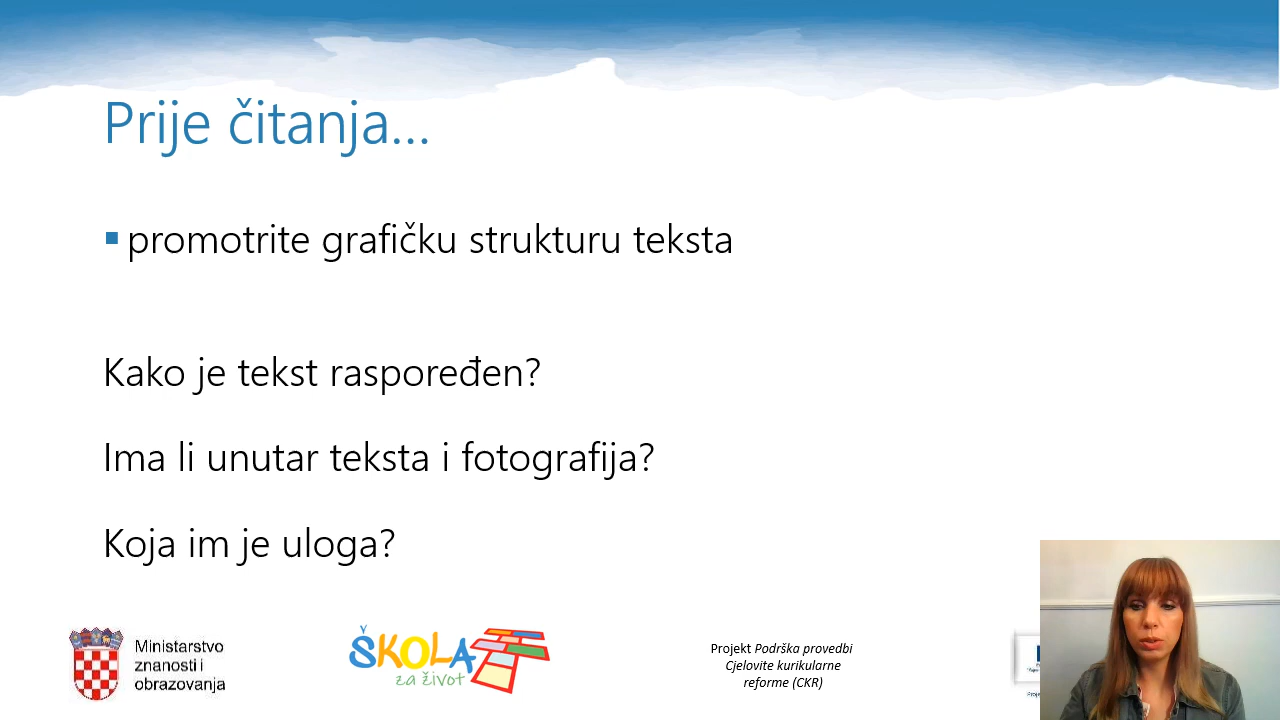 Prije čitanja...
promotrite grafičku strukturu teksta
Kako je tekst raspoređen?
Ima li unutar teksta i fotografija?
Koja im je uloga?
Ministarstvo
znanosti i
obrazovanja
ŠKOLA
za život
Projekt Podrška provedbi
Cjelovite kurikularne
reforme (CKR)